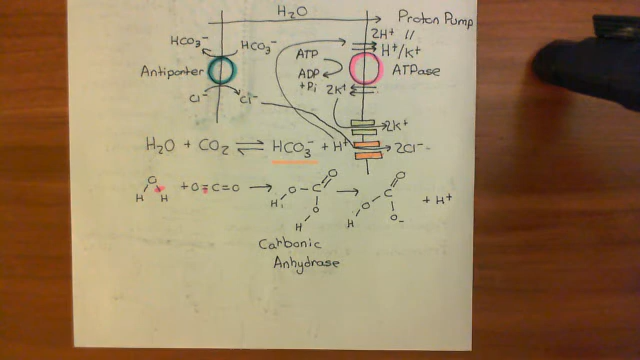 H₂O
Proton Pump
HCO₃⁻ HCO₃⁻
2H⁺ //
H⁺/K⁺
ATPase
ATP
ADP
+Pi
2K⁺
Antiporter
Cl⁻ Cl⁻
2K⁺
2Cl⁻
H₂O + CO₂ ⇌ HCO₃⁻ + H⁺
O H H + O=C=O → O H O H C O → O H C O O⁻ + H⁺
Carbonic
Anhydrase